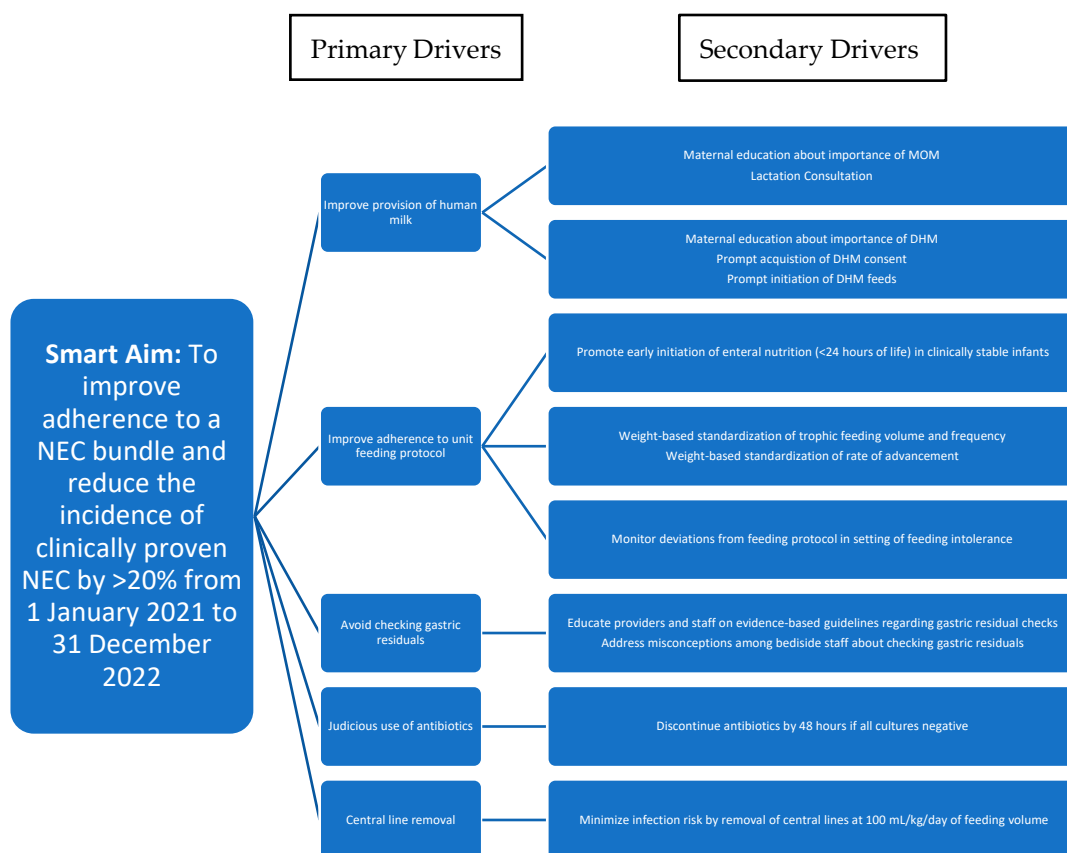 Primary Drivers
Secondary Drivers
Smart Aim: To
improve
adherence to a
NEC bundle and
reduce the
incidence of
clinically proven
NEC by >20% from
1 January 2021 to
31 December
2022
Improve provision of human
milk
Maternal education about importance of MOM
Lactation Consultation
Maternal education about importance of DHM
Prompt acquistion of DHM consent
Prompt initiation of DHM feeds
Improve adherence to unit
feeding protocol
Promote early initiation of enteral nutrition (<24 hours of life) in clinically stable infants
Weight-based standardization of trophic feeding volume and frequency
Weight-based standardization of rate of advancement
Monitor deviations from feeding protocol in setting of feeding intolerance
Avoid checking gastric
residuals
Educate providers and staff on evidence-based guidelines regarding gastric residual checks
Address misconceptions among bediside staff about checking gastric residuals
Judicious use of antibiotics
Discontinue antibiotics by 48 hours if all cultures negative
Central line removal
Minimize infection risk by removal of central lines at 100 mL/kg/day of feeding volume